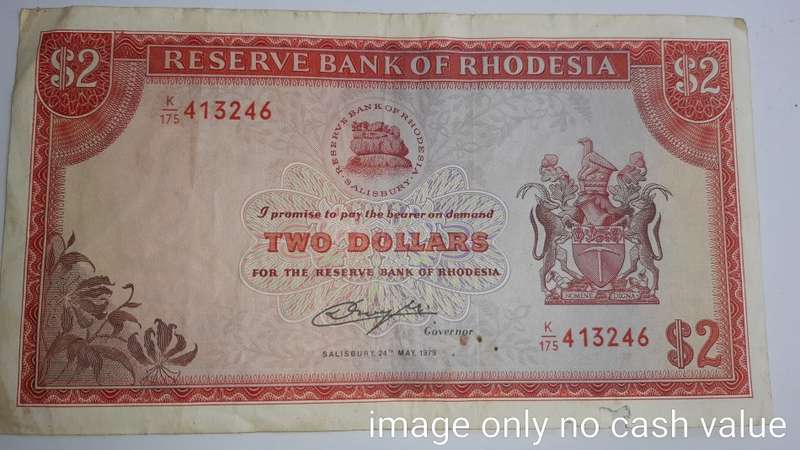 $2
RESERVE BANK OF RHODESIA
$2
K/175 413246
RESERVE BANK OF RHODESIA
SALISBURY
I promise to pay the bearer on demand
TWO DOLLARS
FOR THE RESERVE BANK OF RHODESIA
NOMINE DIGNA
Governor
K/175 413246
SALISBURY, 24TH MAY, 1979
$2
image only no cash value